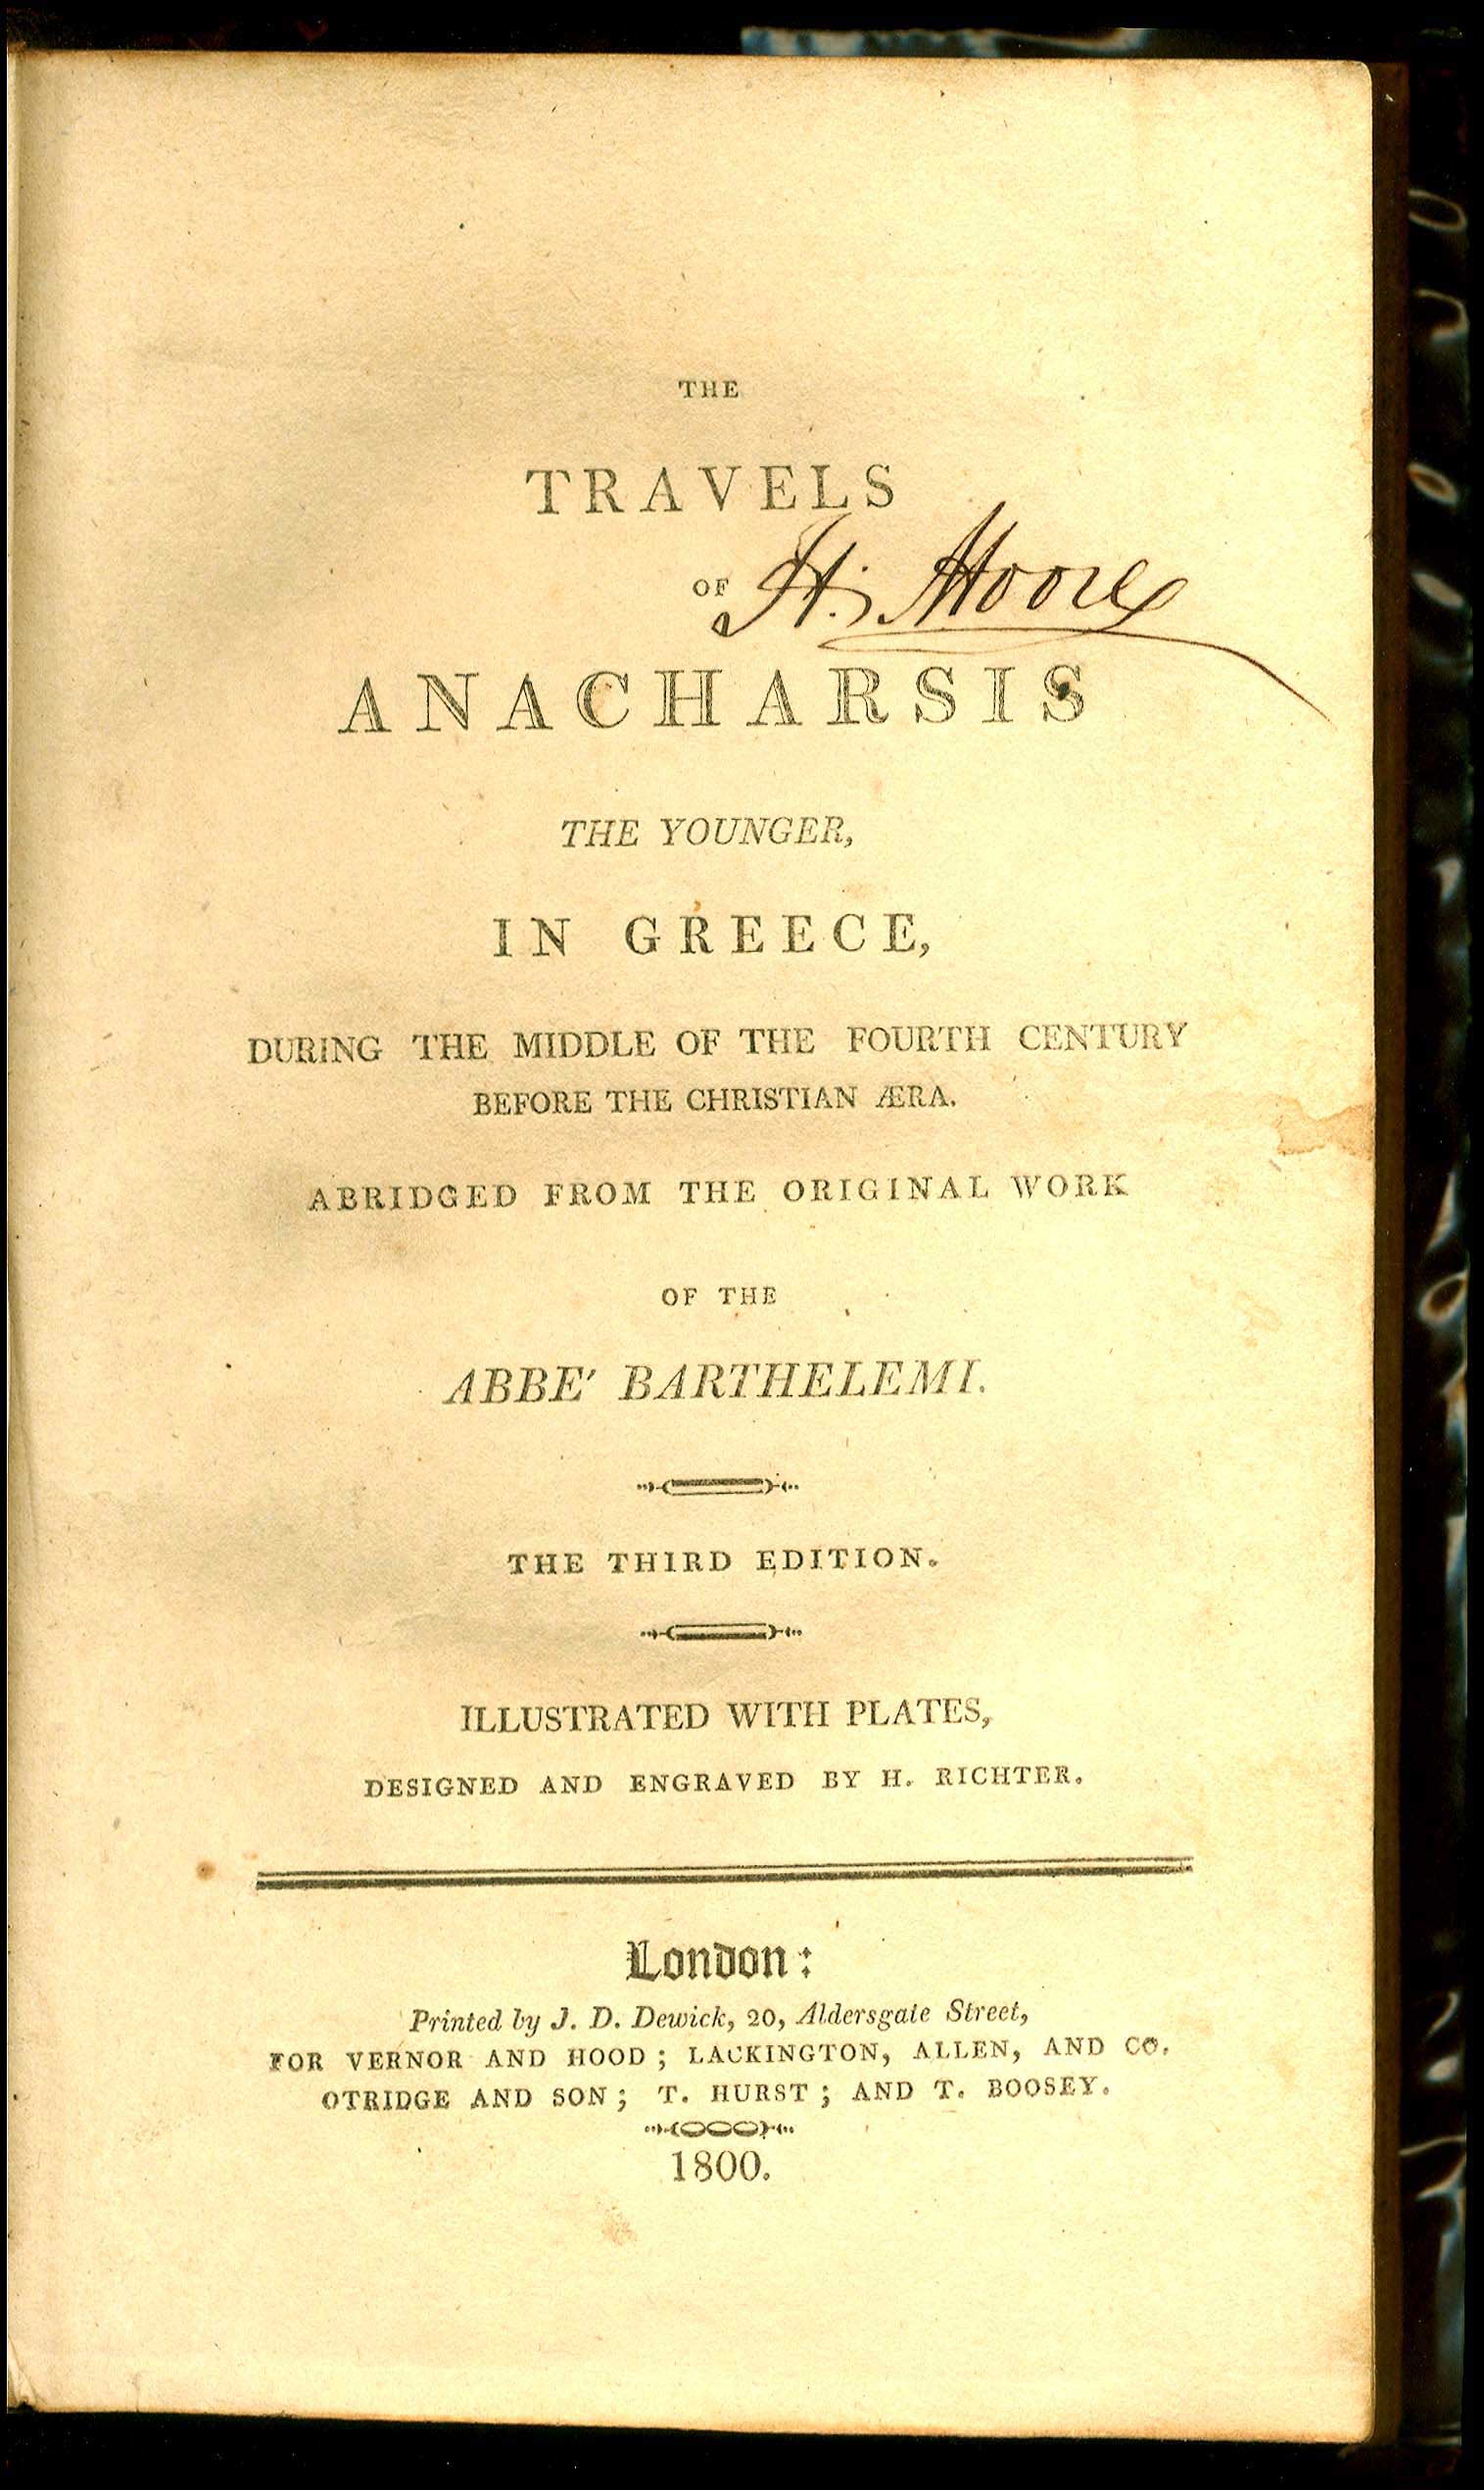 THE
TRAVELS
OF H. Moore
ANACHARSIS
THE YOUNGER,
IN GREECE,
DURING THE MIDDLE OF THE FOURTH CENTURY
BEFORE THE CHRISTIAN ÆRA.
ABRIDGED FROM THE ORIGINAL WORK
OF THE
ABBE' BARTHELEMI.
THE THIRD EDITION.
ILLUSTRATED WITH PLATES,
DESIGNED AND ENGRAVED BY H. RICHTER.
London:
Printed by J. D. Dewick, 20, Aldersgate Street,
FOR VERNOR AND HOOD; LACKINGTON, ALLEN, AND CO.
OTRIDGE AND SON; T. HURST; AND T. BOOSEY.
1800.